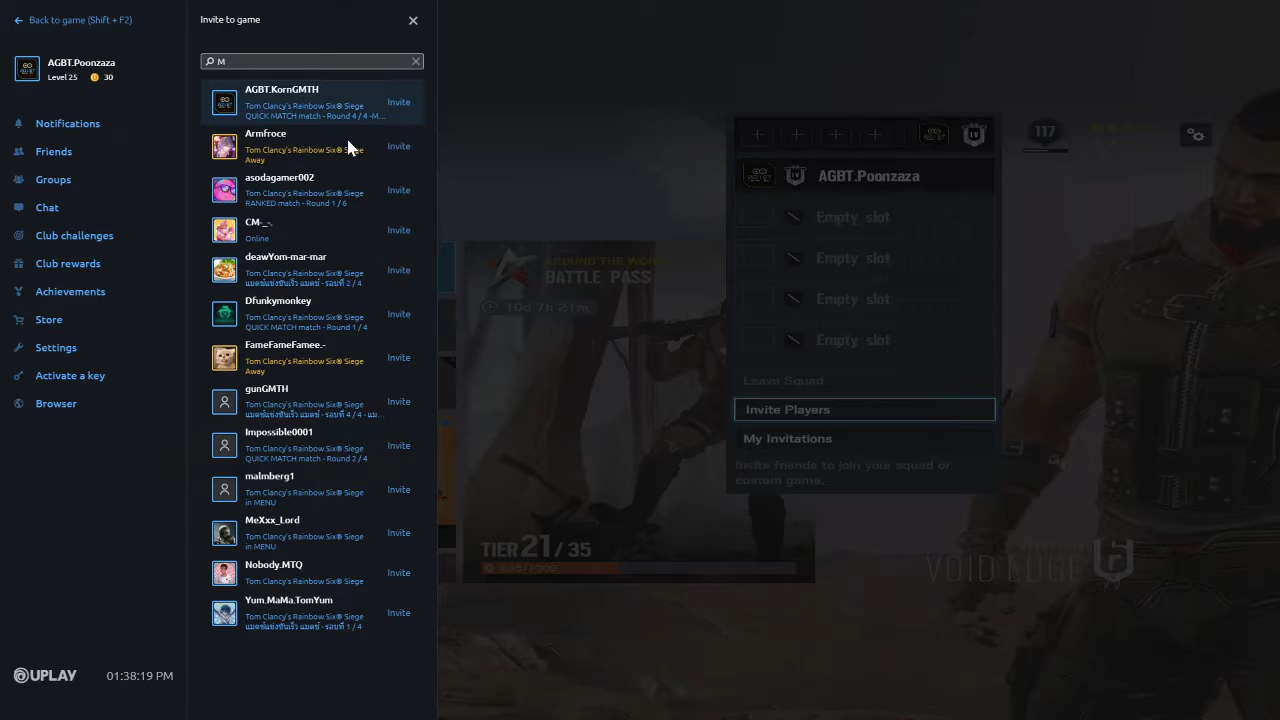 Back to game (Shift + F2)
AGBT.Poonzaza
Level 25 30
Notifications
Friends
Groups
Chat
Club challenges
Club rewards
Achievements
Store
Settings
Activate a key
Browser
@UPLAY
01:38:19 PM
Invite to game
M
AGBT.KornGMTH
Tom Clancy's Rainbow Six® Siege
QUICK MATCH match - Round 4 / 4 -M...
Invite
Armfroce
Tom Clancy's Rainbow Six® Siege
Away
Invite
asodagamer002
Tom Clancy's Rainbow Six® Siege
RANKED match - Round 1 / 6
Invite
CM-_-.
Online
Invite
deawYom-mar-mar
Tom Clancy's Rainbow Six® Siege
แมตช์แข่งขันเร็ว แมตช์ - รอบที่ 2 / 4
Invite
Dfunkymonkey
Tom Clancy's Rainbow Six® Siege
QUICK MATCH match - Round 1 / 4
Invite
FameFameFamee.-
Tom Clancy's Rainbow Six® Siege
Away
Invite
gunGMTH
Tom Clancy's Rainbow Six® Siege
แมตช์แข่งขันเร็ว แมตช์ - รอบที่ 4 / 4 - แม...
Invite
Impossible0001
Tom Clancy's Rainbow Six® Siege
QUICK MATCH match - Round 2 / 4
Invite
malmberg1
Tom Clancy's Rainbow Six® Siege
in MENU
Invite
MeXxx_Lord
Tom Clancy's Rainbow Six® Siege
in MENU
Invite
Nobody.MTQ
Tom Clancy's Rainbow Six® Siege
Invite
Yum.MaMa.TomYum
Tom Clancy's Rainbow Six® Siege
แมตช์แข่งขันเร็ว แมตช์ - รอบที่ 1 / 4
Invite
AROUND THE WOR
BATTLE PASS
10d 7h 21m
TIER 21 / 35
117
AGBT.Poonzaza
Empty slot
Empty slot
Empty slot
Empty slot
Leave Squad
Invite Players
My Invitations
Invite friends to join your squad or
custom game.
VOID EDGE